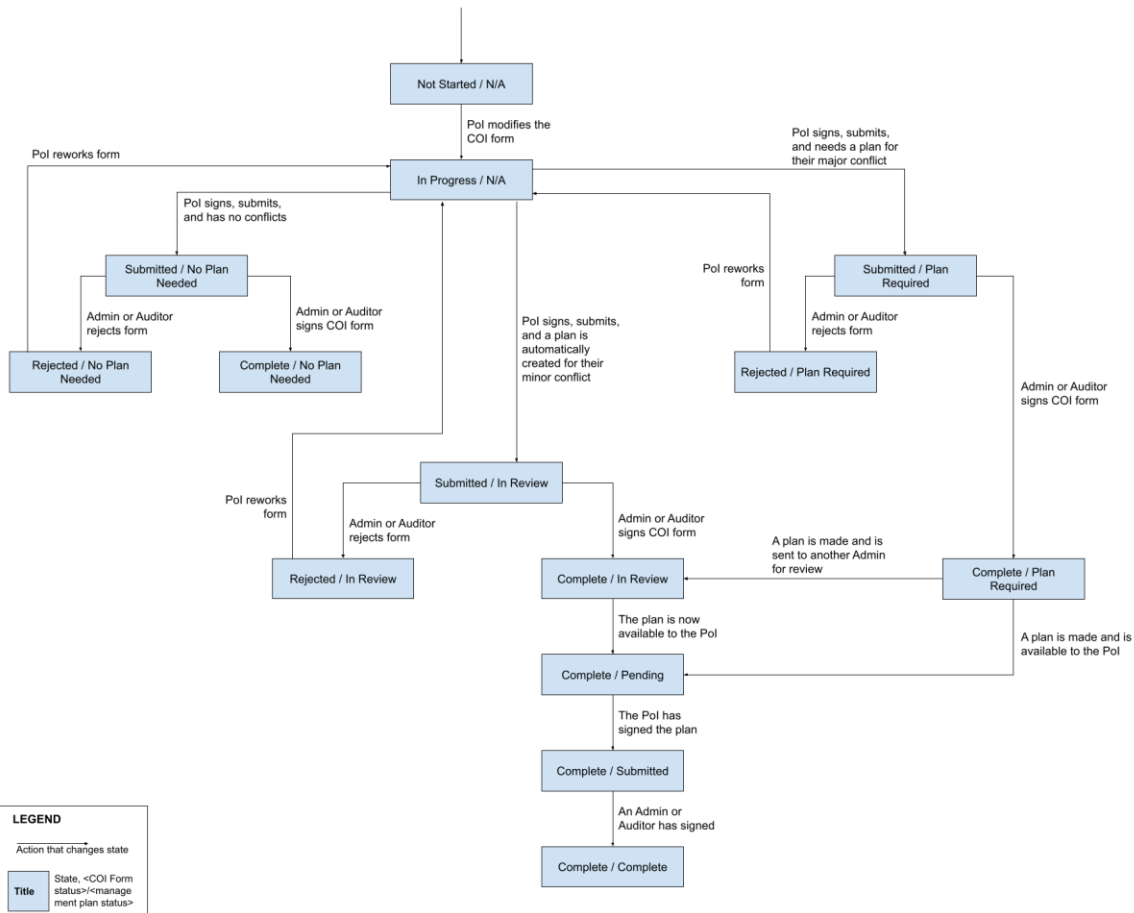 Not Started / N/A
PoI modifies the
COI form
PoI signs, submits,
and needs a plan for
their major conflict
PoI reworks form
In Progress / N/A
PoI signs, submits,
and has no conflicts
Submitted / No Plan
Needed
Submitted / Plan
Required
PoI reworks
form
Admin or Auditor
rejects form
Admin or Auditor
signs COI form
PoI signs, submits,
and a plan is
automatically
created for their
minor conflict
Admin or Auditor
rejects form
Rejected / No Plan
Needed
Complete / No Plan
Needed
Rejected / Plan Required
Admin or Auditor
signs COI form
Submitted / In Review
PoI reworks
form
Admin or Auditor
rejects form
Admin or Auditor
signs COI form
A plan is made and is
sent to another Admin
for review
Rejected / In Review
Complete / In Review
Complete / Plan
Required
The plan is now
available to the PoI
A plan is made and is
available to the PoI
Complete / Pending
The PoI has
signed the plan
Complete / Submitted
An Admin or
Auditor has signed
Complete / Complete
LEGEND
Action that changes state
Title
State, <COI Form
status>/<manage
ment plan status>